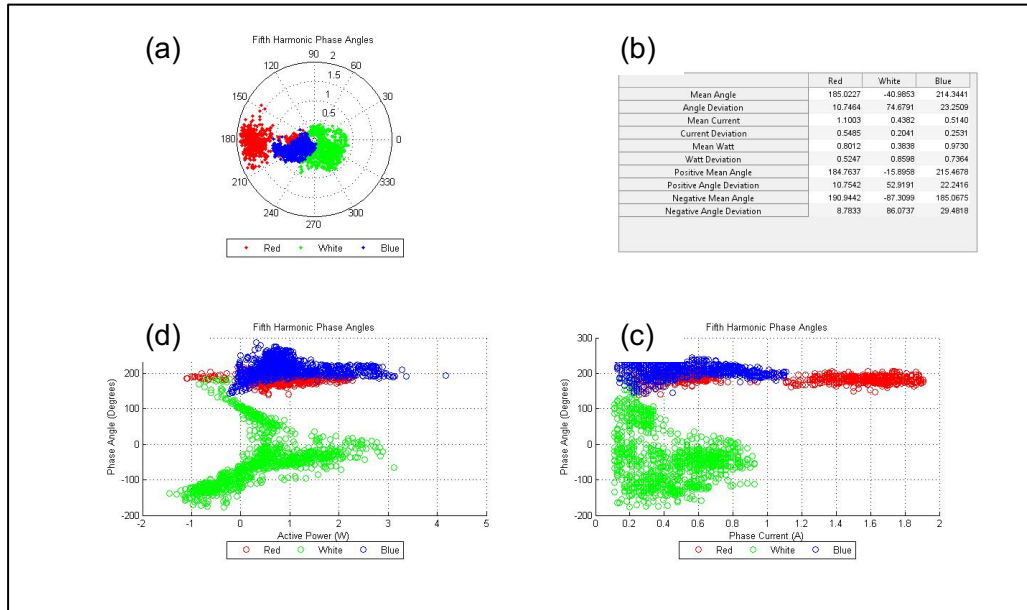 (a)
Fifth Harmonic Phase Angles
90
120 60
2
1.5
150 1 30
0.5
180 0
210 330
240 300
270
Red White Blue
(b)
Red White Blue
Mean Angle 185.0227 -40.9853 214.3441
Angle Deviation 10.7464 74.6791 23.2509
Mean Current 1.1003 0.4382 0.5140
Current Deviation 0.5485 0.2041 0.2531
Mean Watt 0.8012 0.3838 0.9730
Watt Deviation 0.5247 0.8598 0.7364
Positive Mean Angle 184.7637 -15.8958 215.4678
Positive Angle Deviation 10.7542 52.9191 22.2416
Negative Mean Angle 190.9442 -87.3099 185.0675
Negative Angle Deviation 8.7833 86.0737 29.4818
(d)
Fifth Harmonic Phase Angles
Phase Angle (Degrees)
200
100
0
-100
-200
-2 -1 0 1 2 3 4 5
Active Power (W)
Red White Blue
(c)
Fifth Harmonic Phase Angles
Phase Angle (Degrees)
300
200
100
0
-100
-200
0 0.2 0.4 0.6 0.8 1 1.2 1.4 1.6 1.8 2
Phase Current (A)
Red White Blue